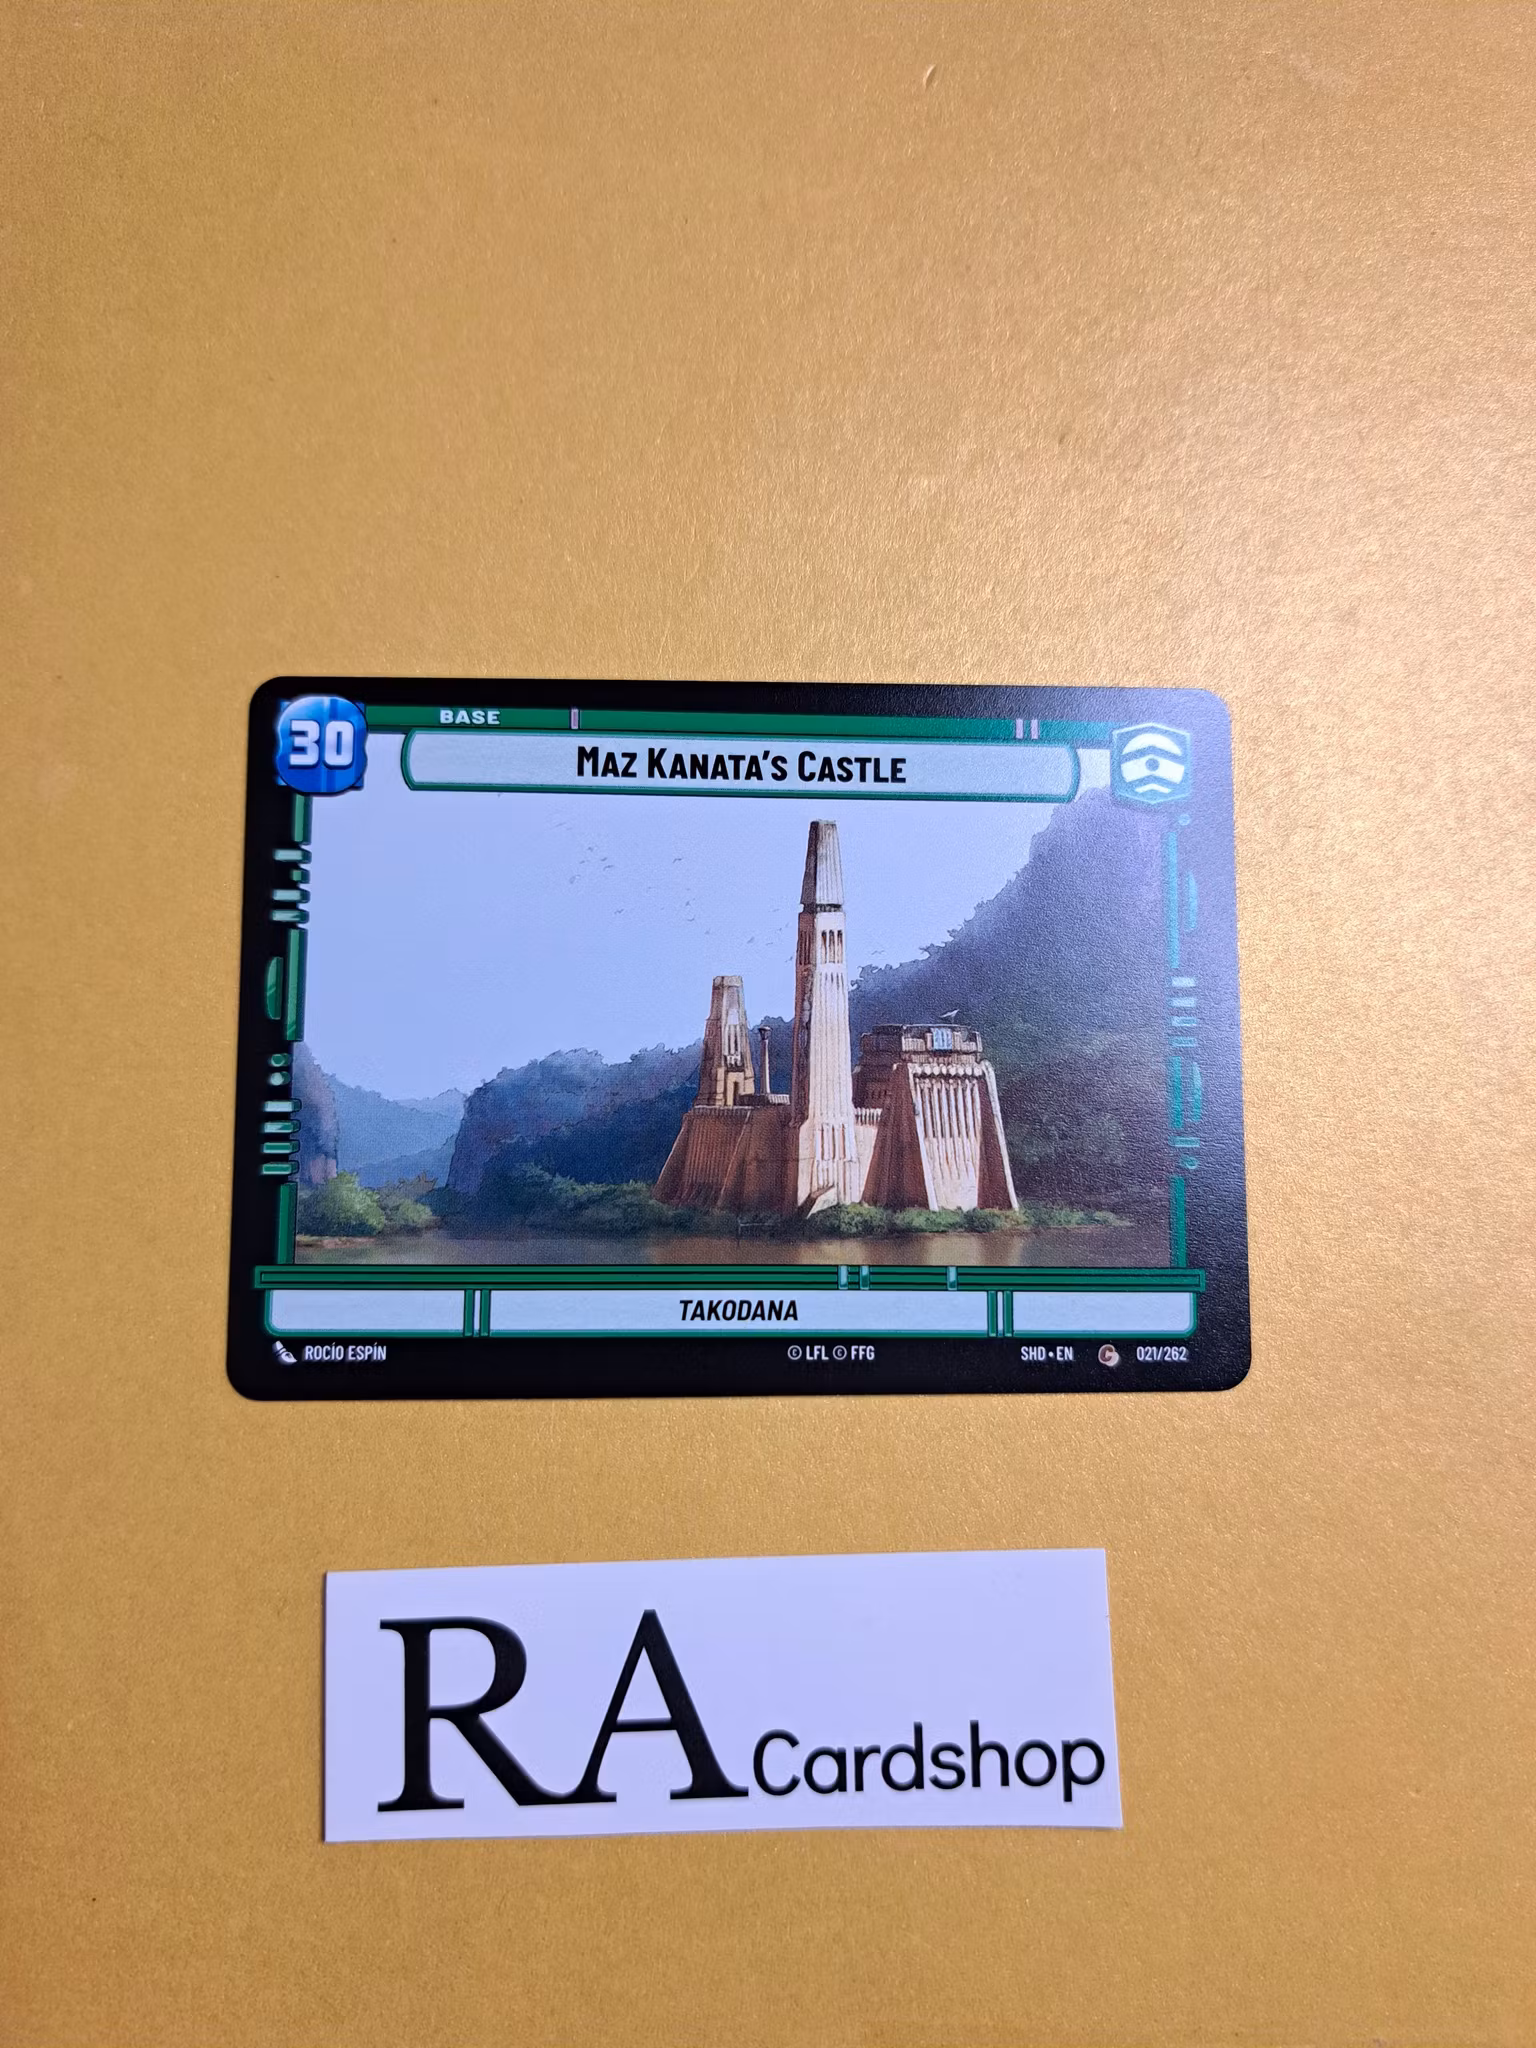 30
BASE
MAZ KANATA'S CASTLE
TAKODANA
ROCÍO ESPÍN
© LFL © FFG
SHD • EN
C
021/262
RA Cardshop